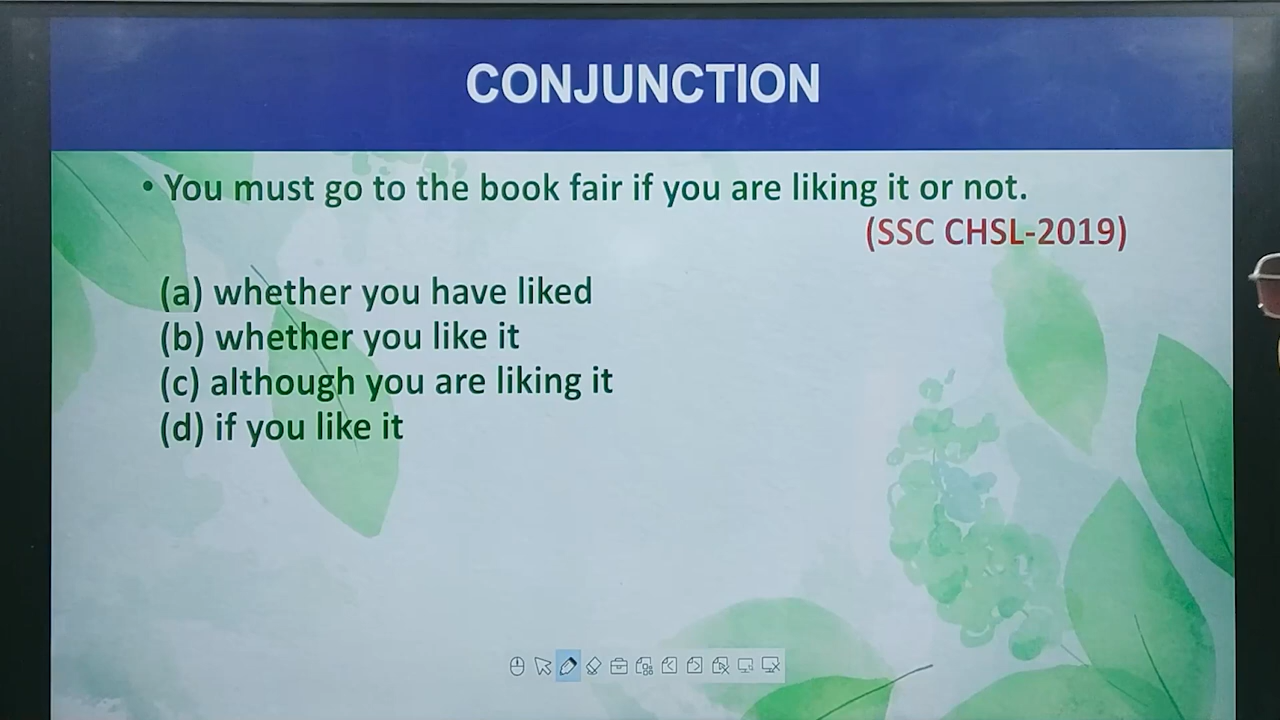 CONJUNCTION
• You must go to the book fair if you are liking it or not.
(SSC CHSL-2019)
(a) whether you have liked
(b) whether you like it
(c) although you are liking it
(d) if you like it